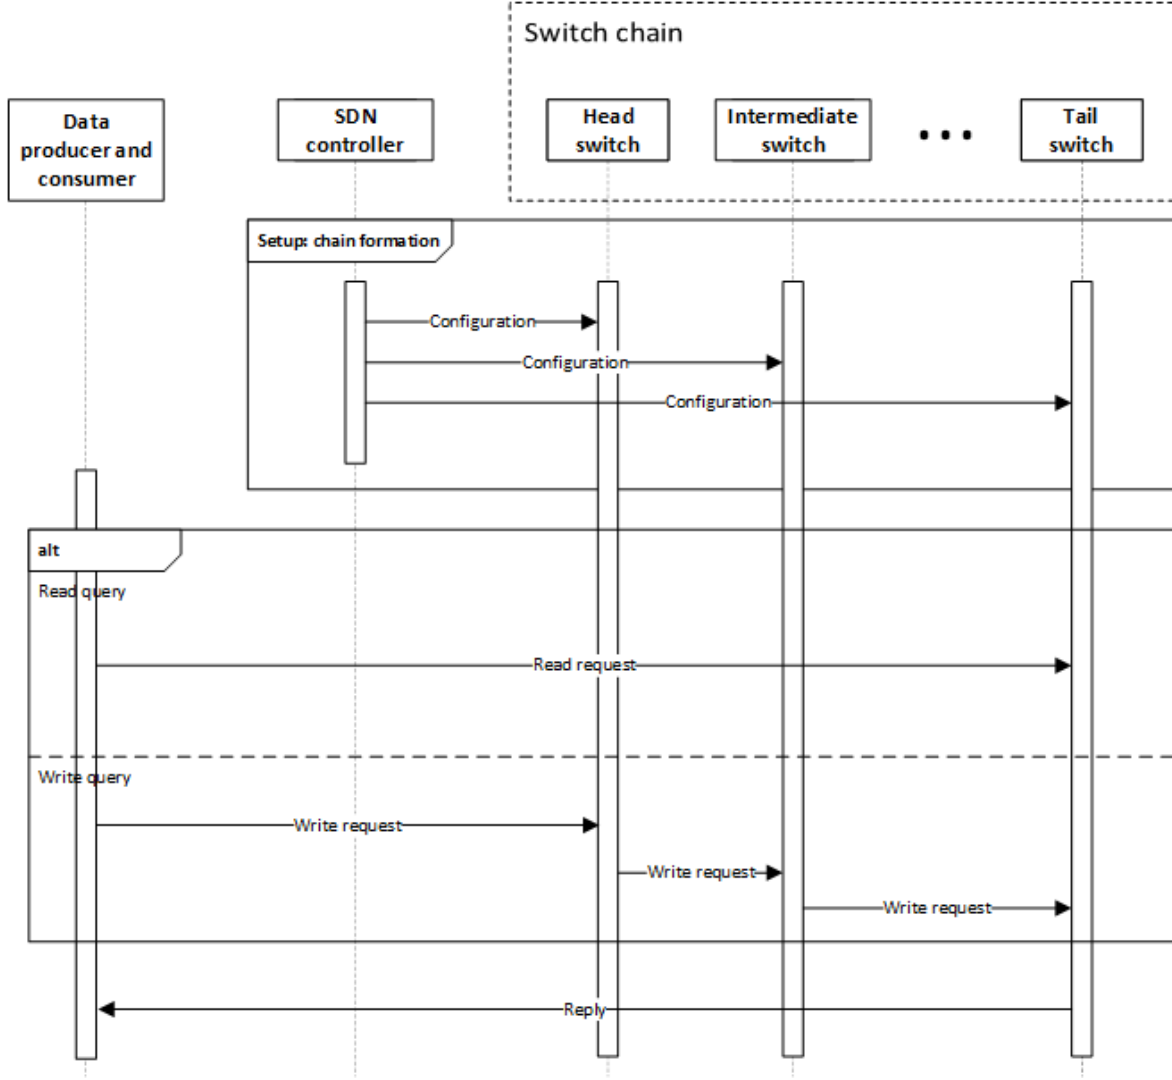 Switch chain
Data
producer and
consumer
SDN
controller
Head
switch
Intermediate
switch
...
Tail
switch
Setup: chain formation
Configuration
Configuration
Configuration
alt
Read query
Read request
Write query
Write request
Write request
Write request
Reply